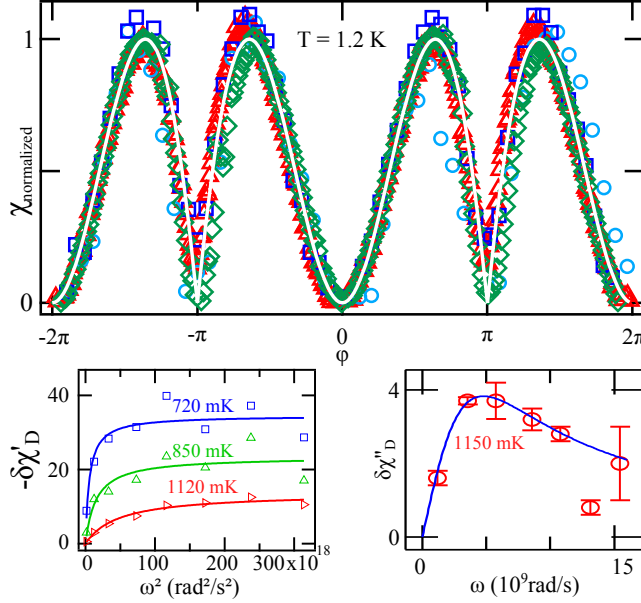 1
T = 1.2 K
χnormalized
0
-2π -π 0 π 2π
φ
40
720 mK
-δχ'D
20
850 mK
1120 mK
0
0 100 200 300x10^18
ω² (rad²/s²)
4
1150 mK
δχ''D
0
0 15
ω (10⁹rad/s)